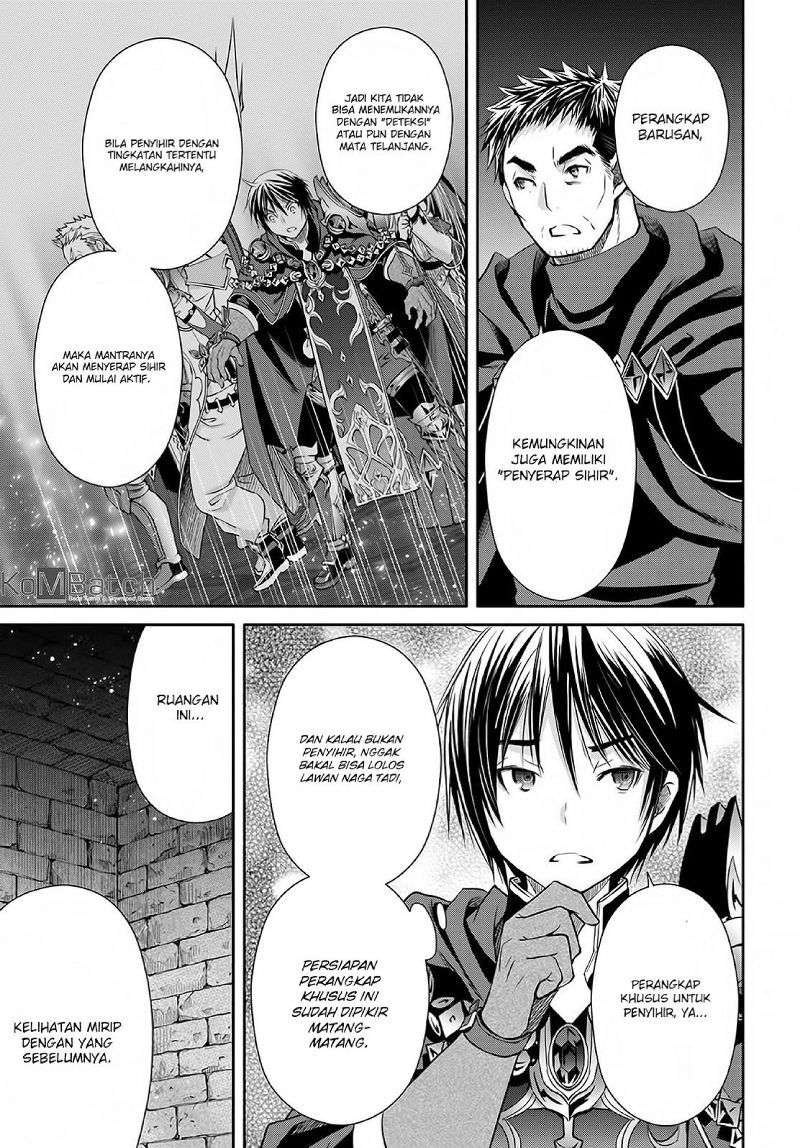 PERANGKAP
BARUSAN,
KEMUNGKINAN
JUGA MEMILIKI
"PENYERAP SIHIR".
JADI KITA TIDAK
BISA MENEMUKANNYA
DENGAN "DETEKSI"
ATAU PUN DENGAN
MATA TELANJANG.
BILA PENYIHIR DENGAN
TINGKATAN TERTENTU
MELANGKAHINYA,
MAKA MANTRANYA
AKAN MENYERAP SIHIR
DAN MULAI AKTIF.
KoMBatch
PERANGKAP
KHUSUS UNTUK
PENYIHIR, YA...
DAN KALAU BUKAN
PENYIHIR, NGGAK
BAKAL BISA LOLOS
LAWAN NAGA TADI,
PERSIAPAN
PERANGKAP
KHUSUS INI
SUDAH DIPIKIR
MATANG-
MATANG.
RUANGAN
INI...
KELIHATAN MIRIP
DENGAN YANG
SEBELUMNYA.